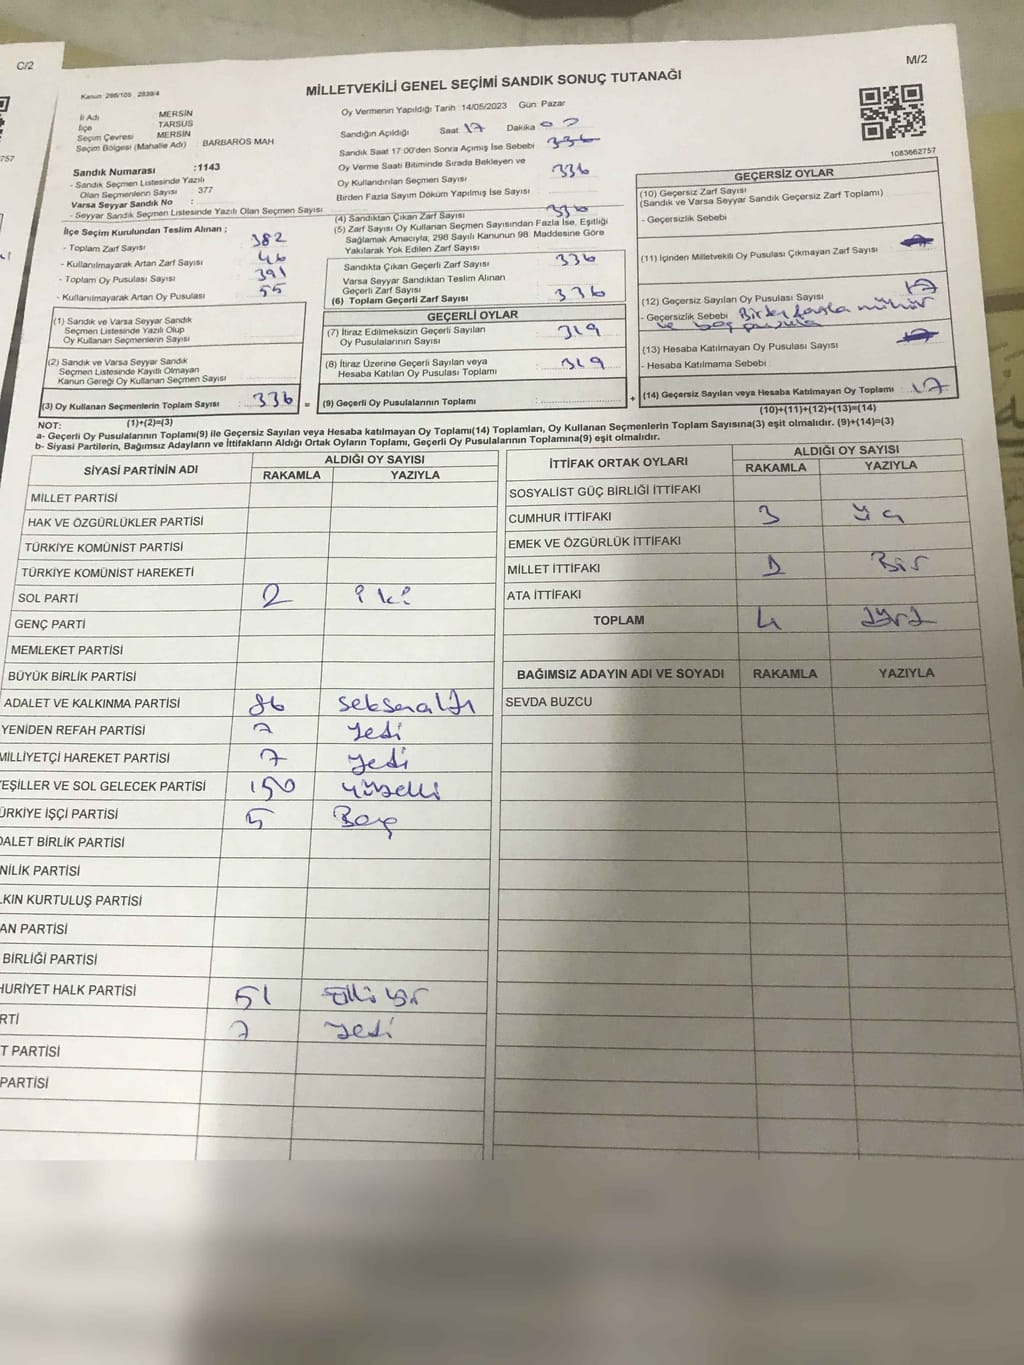 C/2
M/2
757
Kanun 298/105 2839/4
MİLLETVEKİLİ GENEL SEÇİMİ SANDIK SONUÇ TUTANAĞI
İl Adı MERSİN
İlçe TARSUS
Seçim Çevresi MERSİN
Seçim Bölgesi (Mahalle Adı) : BARBAROS MAH
Sandık Numarası :1143
- Sandık Seçmen Listesinde Yazılı
Olan Seçmenlerin Sayısı : 377
Varsa Seyyar Sandık No :
- Seyyar Sandık Seçmen Listesinde Yazılı Olan Seçmen Sayısı
İlçe Seçim Kurulundan Teslim Alınan ;
- Toplam Zarf Sayısı 382
- Kullanılmayarak Artan Zarf Sayısı 46
- Toplam Oy Pusulası Sayısı 391
- Kullanılmayarak Artan Oy Pusulası 55
(1) Sandık ve Varsa Seyyar Sandık
Seçmen Listesinde Yazılı Olup
Oy Kullanan Seçmenlerin Sayısı
(2) Sandık ve Varsa Seyyar Sandık
Seçmen Listesinde Kayıtlı Olmayan
Kanun Gereği Oy Kullanan Seçmen Sayısı
(3) Oy Kullanan Seçmenlerin Toplam Sayısı : 336 =
(1)+(2)=(3)
Oy Vermenin Yapıldığı Tarih : 14/05/2023 Gün: Pazar
Sandığın Açıldığı Saat 17 Dakika
Sandık Saat 17:00'den Sonra Açımış İse Sebebi 336
Oy Verme Saati Bitiminde Sırada Bekleyen ve
Oy Kullandırılan Seçmen Sayısı 336
Birden Fazla Sayım Döküm Yapılmış İse Sayısı
(4) Sandıktan Çıkan Zarf Sayısı 336
(5) Zarf Sayısı Oy Kullanan Seçmen Sayısından Fazla İse, Eşitliği
Sağlamak Amacıyla, 298 Sayılı Kanunun 98. Maddesine Göre
Yakılarak Yok Edilen Zarf Sayısı
Sandıkta Çıkan Geçerli Zarf Sayısı 336
Varsa Seyyar Sandıktan Teslim Alınan
Geçerli Zarf Sayısı
(6) Toplam Geçerli Zarf Sayısı 336
GEÇERLİ OYLAR
(7) İtiraz Edilmeksizin Geçerli Sayılan
Oy Pusulalarının Sayısı 319
(8) İtiraz Üzerine Geçerli Sayılan veya
Hesaba Katılan Oy Pusulası Toplamı 319
(9) Geçerli Oy Pusulalarının Toplamı : +
1083662757
GEÇERSİZ OYLAR
(10) Geçersiz Zarf Sayısı
(Sandık ve Varsa Seyyar Sandık Geçersiz Zarf Toplamı)
- Geçersizlik Sebebi
(11) İçinden Milletvekili Oy Pusulası Çıkmayan Zarf Sayısı
(12) Geçersiz Sayılan Oy Pusulası Sayısı 17
- Geçersizlik Sebebi Birden fazla mühür
ve boş pusula
(13) Hesaba Katılmayan Oy Pusulası Sayısı
- Hesaba Katılmama Sebebi
(14) Geçersiz Sayılan veya Hesaba Katılmayan Oy Toplamı : 17
(10)+(11)+(12)+(13)=(14)
NOT:
a- Geçerli Oy Pusulalarının Toplamı(9) ile Geçersiz Sayılan veya Hesaba katılmayan Oy Toplamı(14) Toplamları, Oy Kullanan Seçmenlerin Toplam Sayısına(3) eşit olmalıdır. (9)+(14)=(3)
b- Siyasi Partilerin, Bağımsız Adayların ve İttifakların Aldığı Ortak Oyların Toplamı, Geçerli Oy Pusulalarının Toplamına(9) eşit olmalıdır.
SİYASİ PARTİNİN ADI ALDIĞI OY SAYISI
RAKAMLA YAZIYLA
MİLLET PARTİSİ
HAK VE ÖZGÜRLÜKLER PARTİSİ
TÜRKİYE KOMÜNİST PARTİSİ
TÜRKİYE KOMÜNİST HAREKETİ
SOL PARTİ 2 iki
GENÇ PARTİ
MEMLEKET PARTİSİ
BÜYÜK BİRLİK PARTİSİ
ADALET VE KALKINMA PARTİSİ 86 seksenaltı
YENİDEN REFAH PARTİSİ 7 yedi
MİLLİYETÇİ HAREKET PARTİSİ 7 yedi
YEŞİLLER VE SOL GELECEK PARTİSİ 150 yüzelli
ÜRKİYE İŞÇİ PARTİSİ 5 Beş
DALET BİRLİK PARTİSİ
NİLİK PARTİSİ
LKIN KURTULUŞ PARTİSİ
AN PARTİSİ
BİRLİĞİ PARTİSİ
HURİYET HALK PARTİSİ 51 Elli bir
RTİ 7 yedi
T PARTİSİ
PARTİSİ
İTTİFAK ORTAK OYLARI ALDIĞI OY SAYISI
RAKAMLA YAZIYLA
SOSYALİST GÜÇ BİRLİĞİ İTTİFAKI
CUMHUR İTTİFAKI 3 üç
EMEK VE ÖZGÜRLÜK İTTİFAKI
MİLLET İTTİFAKI 1 Bir
ATA İTTİFAKI
TOPLAM 4
BAĞIMSIZ ADAYIN ADI VE SOYADI RAKAMLA YAZIYLA
SEVDA BUZCU